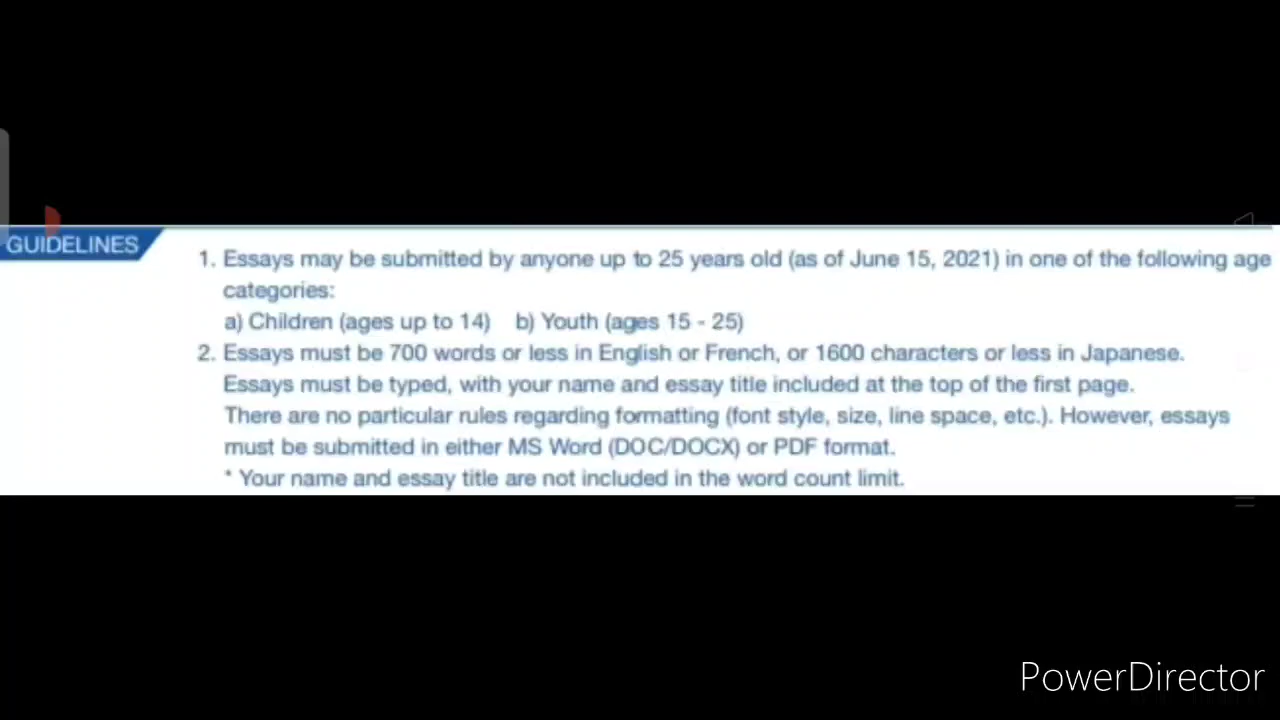 GUIDELINES
1. Essays may be submitted by anyone up to 25 years old (as of June 15, 2021) in one of the following age
categories:
a) Children (ages up to 14) b) Youth (ages 15 - 25)
2. Essays must be 700 words or less in English or French, or 1600 characters or less in Japanese.
Essays must be typed, with your name and essay title included at the top of the first page.
There are no particular rules regarding formatting (font style, size, line space, etc.). However, essays
must be submitted in either MS Word (DOC/DOCX) or PDF format.
* Your name and essay title are not included in the word count limit.
PowerDirector